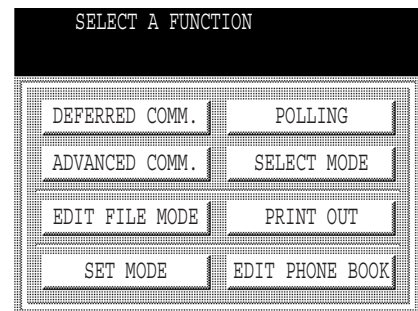 SELECT A FUNCTION
DEFERRED COMM. POLLING
ADVANCED COMM. SELECT MODE
EDIT FILE MODE PRINT OUT
SET MODE EDIT PHONE BOOK